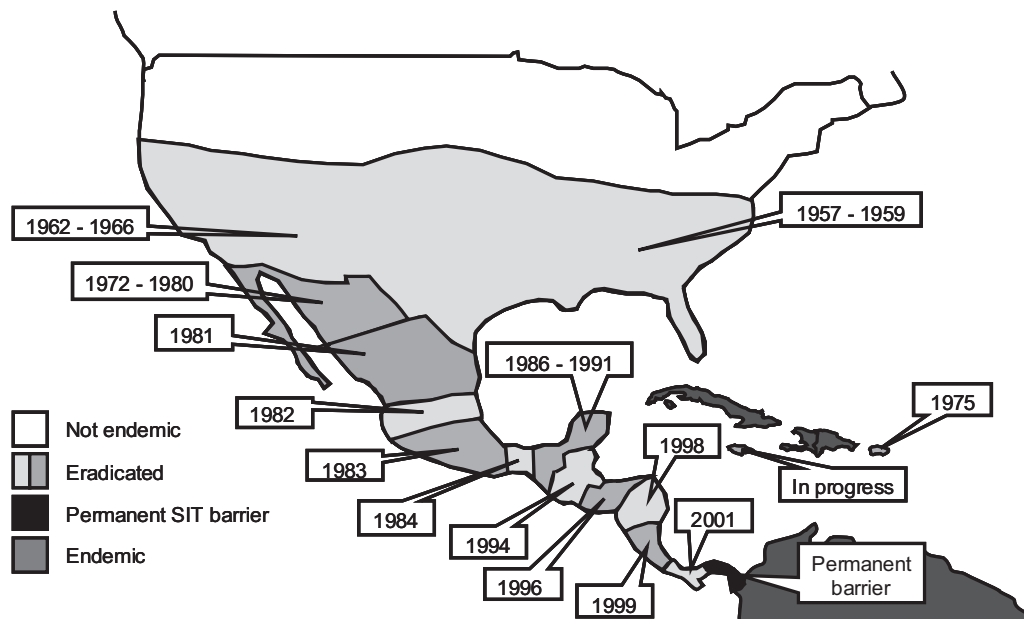 1962 - 1966
1957 - 1959
1972 - 1980
1981
1986 - 1991
1975
1982
1998
Not endemic
1983
Eradicated
In progress
1984
2001
Permanent SIT barrier
1994
Endemic
Permanent
barrier
1996
1999